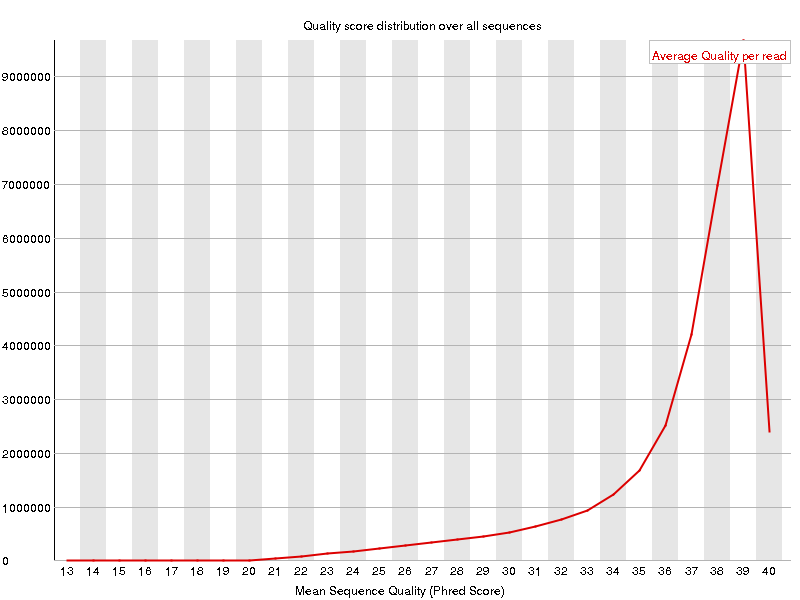 Quality score distribution over all sequences
Average Quality per read
9000000
8000000
7000000
6000000
5000000
4000000
3000000
2000000
1000000
0
13 14 15 16 17 18 19 20 21 22 23 24 25 26 27 28 29 30 31 32 33 34 35 36 37 38 39 40
Mean Sequence Quality (Phred Score)